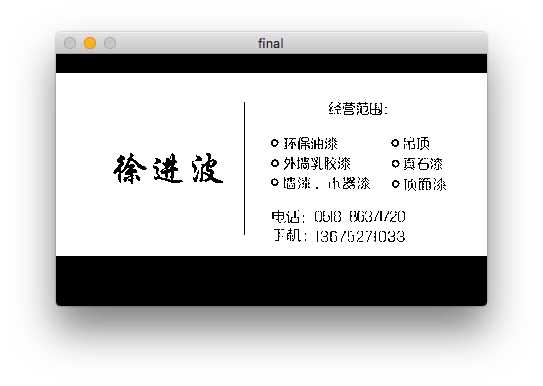 final
徐进波
经营范围:
环保油漆 吊顶
外墙乳胶漆 真石漆
墙漆、木器漆 顶面漆
电话: 0518-86371720
手机: 13675271033